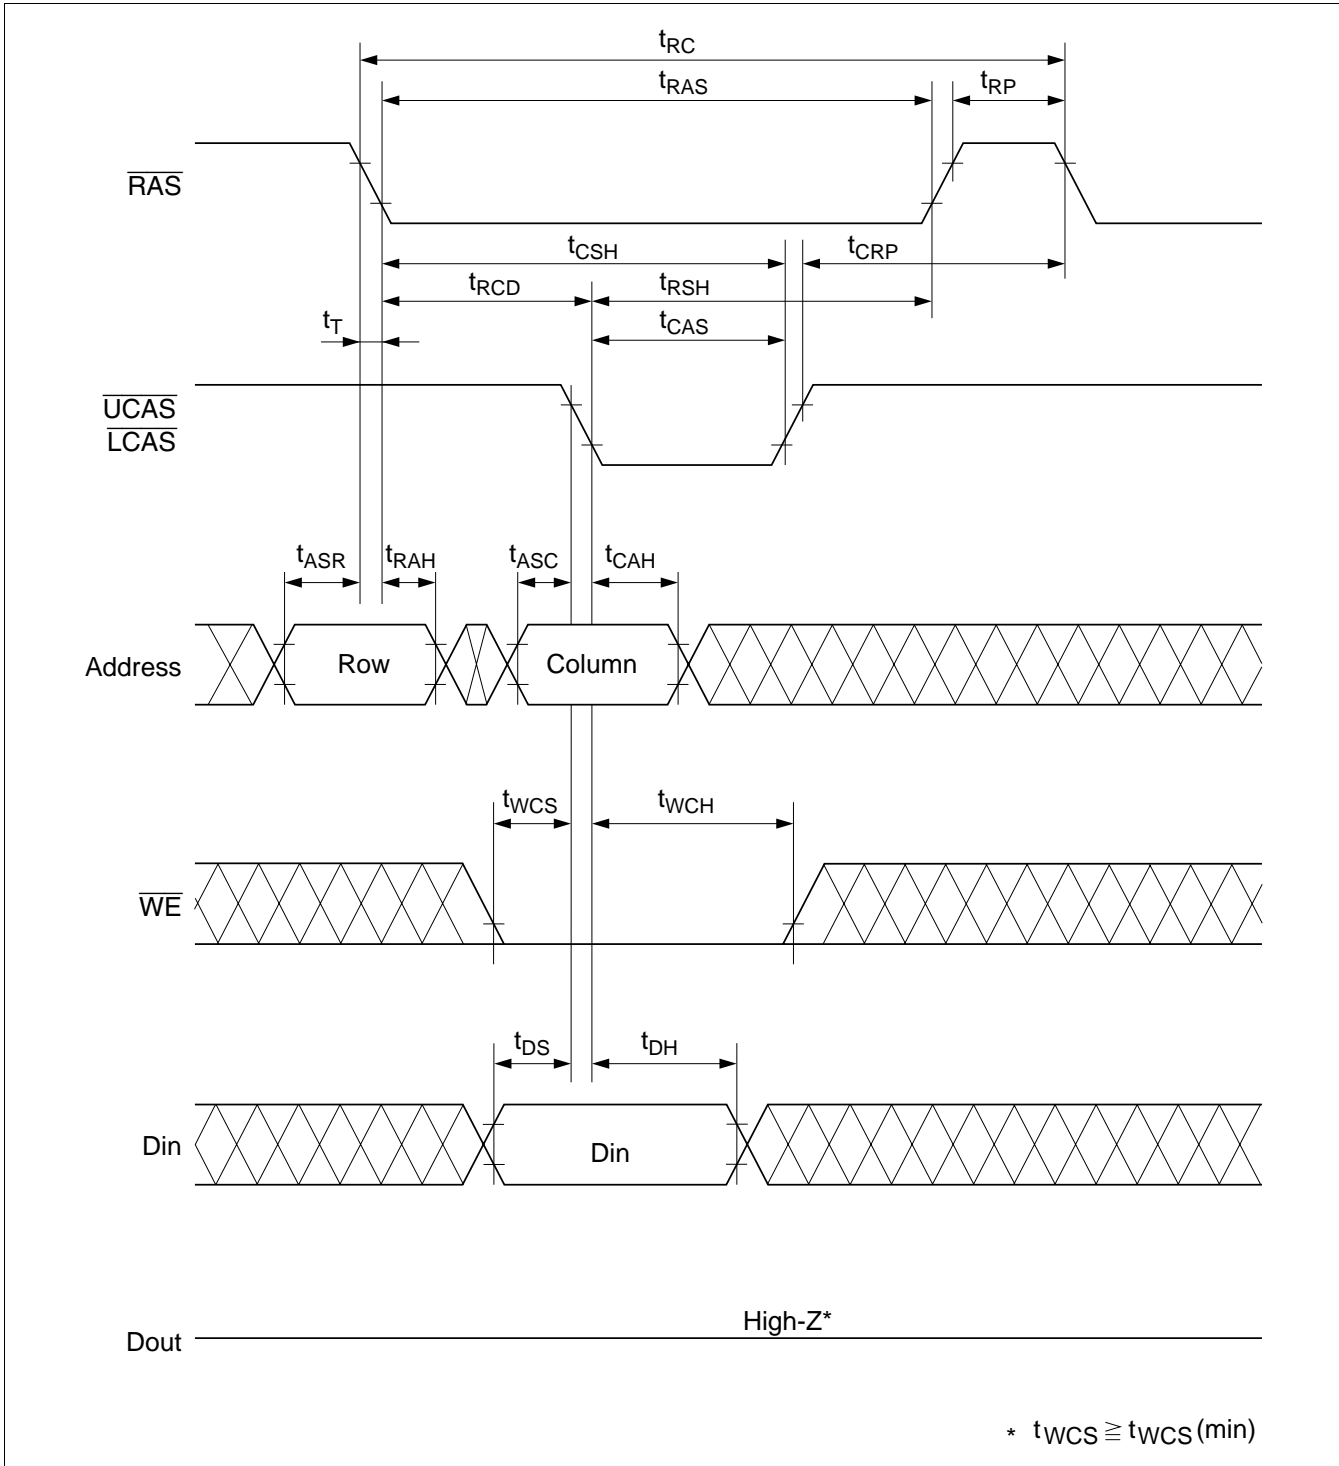 tRC
tRAS
tRP
RAS
tCSH
tCRP
tRCD
tRSH
tT
tCAS
UCAS
LCAS
tASR
tRAH
tASC
tCAH
Address
Row
Column
tWCS
tWCH
WE
tDS
tDH
Din
Din
High-Z*
Dout
* tWCS ≧ tWCS(min)